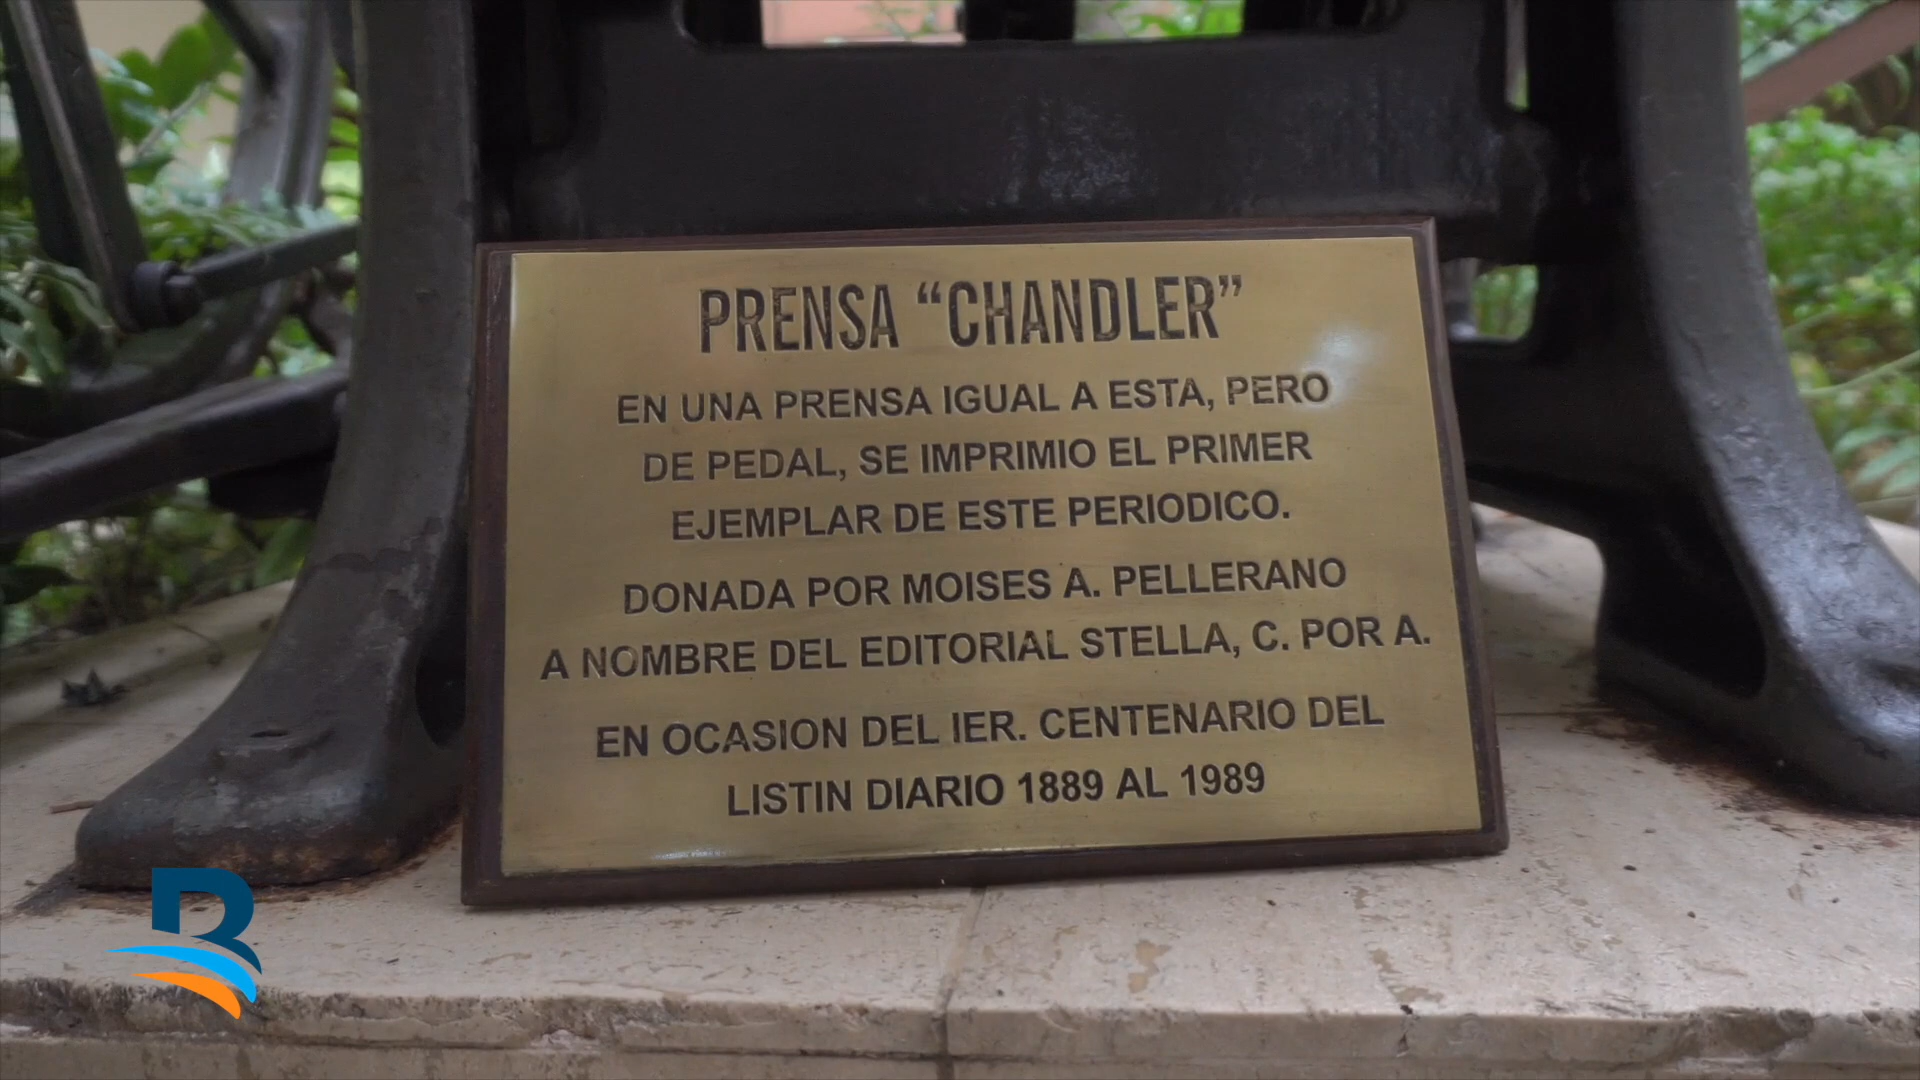 PRENSA “CHANDLER”
EN UNA PRENSA IGUAL A ESTA, PERO
DE PEDAL, SE IMPRIMIO EL PRIMER
EJEMPLAR DE ESTE PERIODICO.
DONADA POR MOISES A. PELLERANO
A NOMBRE DEL EDITORIAL STELLA, C. POR A.
EN OCASION DEL IER. CENTENARIO DEL
LISTIN DIARIO 1889 AL 1989
B